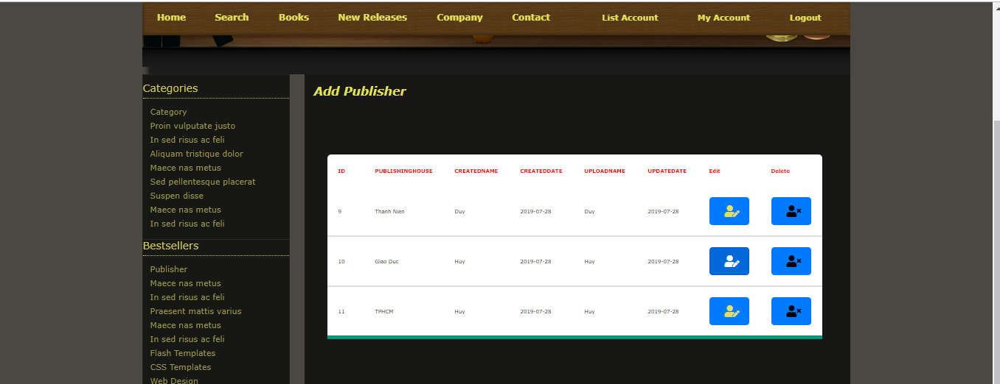 Home Search Books New Releases Company Contact List Account My Account Logout
Categories
Category
Proin vulputate justo
In sed risus ac feli
Aliquam tristique dolor
Maece nas metus
Sed pellentesque placerat
Suspen disse
Maece nas metus
In sed risus ac feli
Bestsellers
Publisher
Maece nas metus
In sed risus ac feli
Praesent mattis varius
Maece nas metus
In sed risus ac feli
Flash Templates
CSS Templates
Web Design
Add Publisher
ID PUBLISHINGHOUSE CREATEDNAME CREATEDDATE UPLOADNAME UPDATEDATE Edit Delete
9 Thanh Nien Duy 2019-07-28 Duy 2019-07-28
10 Giao Duc Huy 2019-07-28 Huy 2019-07-28
11 TPHCM Huy 2019-07-28 Huy 2019-07-28